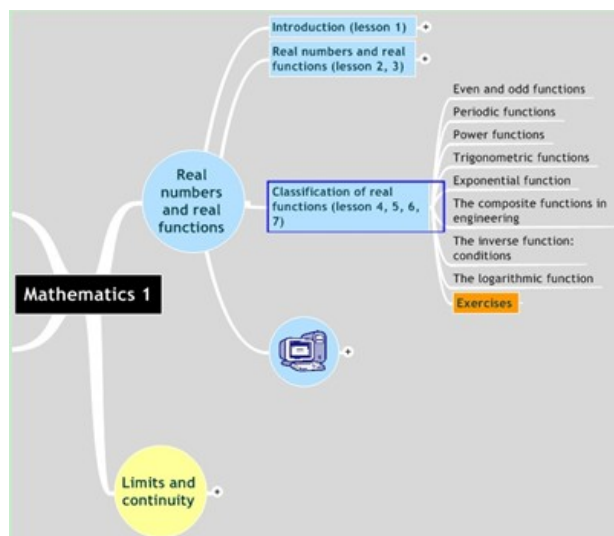 Introduction (lesson 1)
Real numbers and real
functions (lesson 2, 3)
Even and odd functions
Periodic functions
Power functions
Real
numbers
and real
functions
Trigonometric functions
Classification of real
functions (lesson 4, 5, 6,
7)
Exponential function
The composite functions in
engineering
The inverse function:
conditions
The logarithmic function
Exercises
Mathematics 1
Limits and
continuity